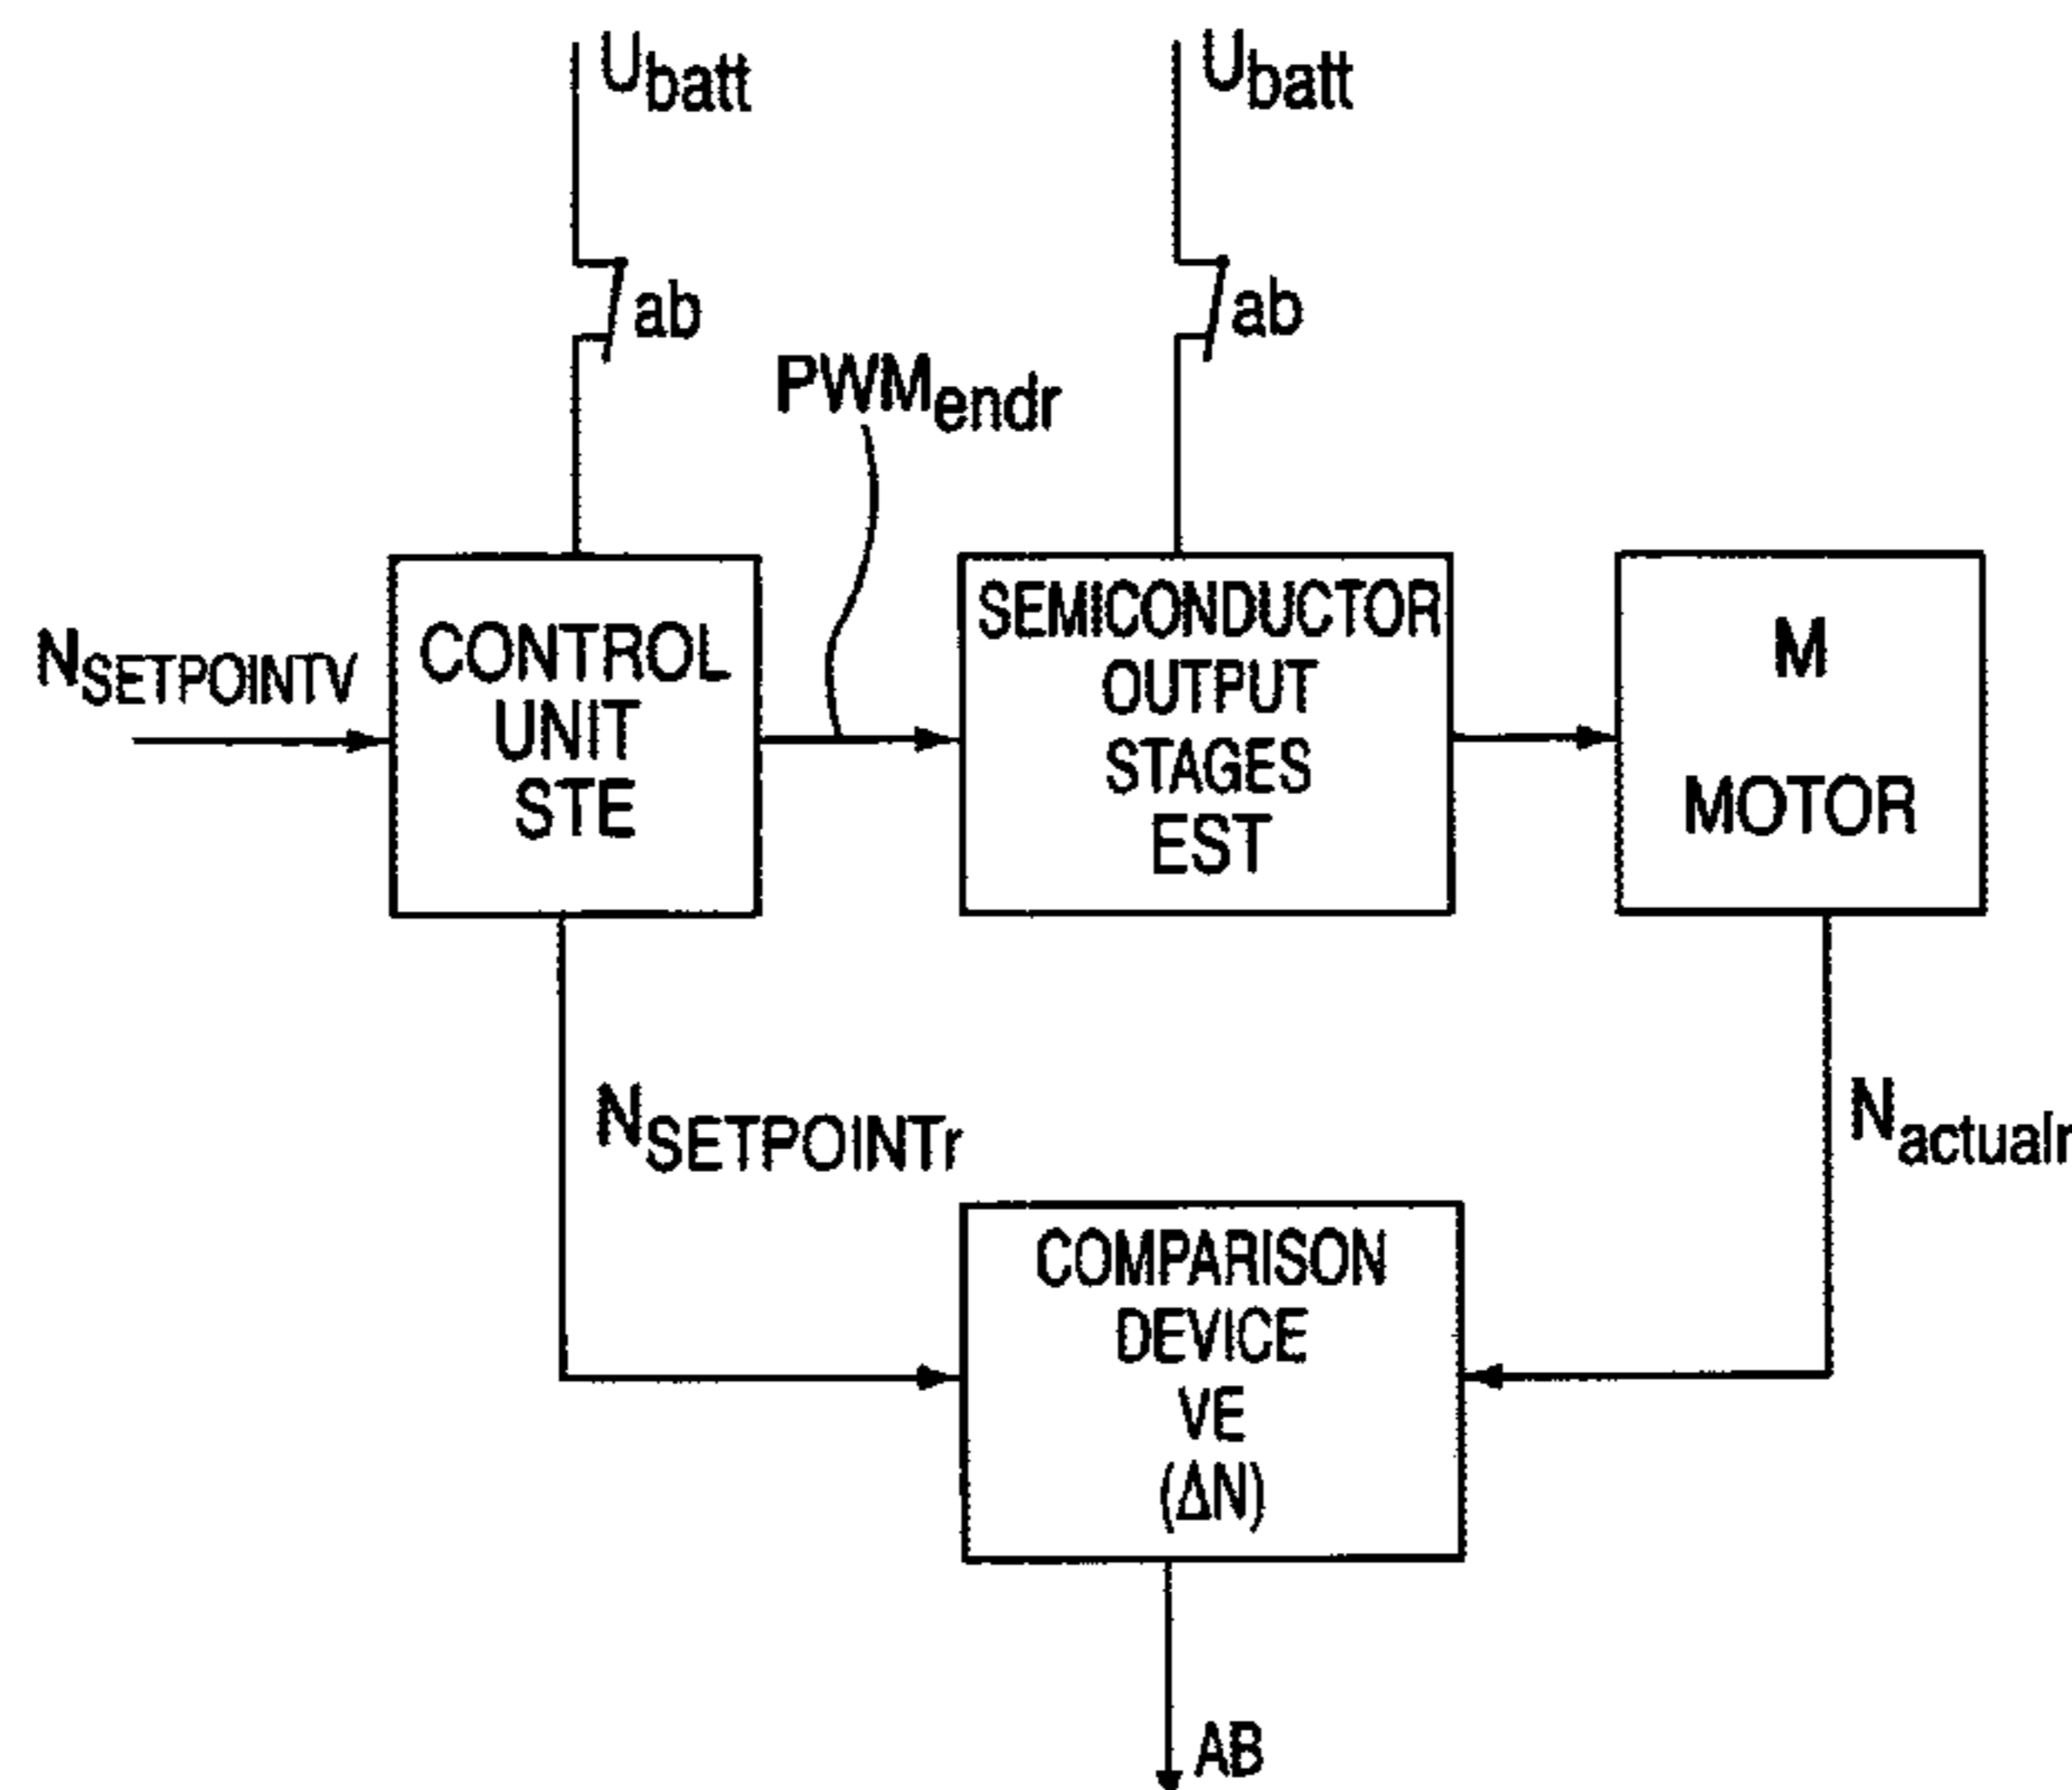 Ubatt
Ubatt
ab
ab
PWMendr
NSETPOINTV
CONTROL
UNIT
STE
SEMICONDUCTOR
OUTPUT
STAGES
EST
M
MOTOR
NSETPOINTr
Nactualr
COMPARISON
DEVICE
VE
(ΔN)
AB